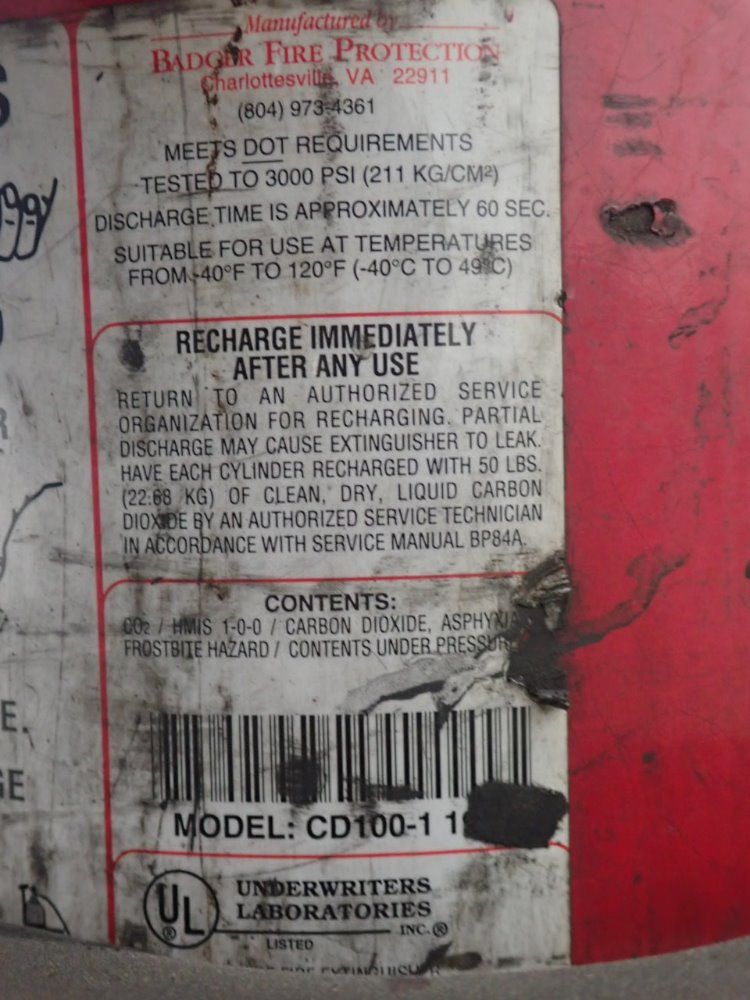 Manufactured by
BADGER FIRE PROTECTION
Charlottesville, VA 22911
(804) 973-4361
MEETS DOT REQUIREMENTS
TESTED TO 3000 PSI (211 KG/CM²)
DISCHARGE TIME IS APPROXIMATELY 60 SEC.
SUITABLE FOR USE AT TEMPERATURES
FROM -40°F TO 120°F (-40°C TO 49°C)
RECHARGE IMMEDIATELY
AFTER ANY USE
RETURN TO AN AUTHORIZED SERVICE
ORGANIZATION FOR RECHARGING. PARTIAL
DISCHARGE MAY CAUSE EXTINGUISHER TO LEAK.
HAVE EACH CYLINDER RECHARGED WITH 50 LBS.
(22.68 KG) OF CLEAN, DRY, LIQUID CARBON
DIOXIDE BY AN AUTHORIZED SERVICE TECHNICIAN
IN ACCORDANCE WITH SERVICE MANUAL BP84A.
CONTENTS:
CO2 / HMIS 1-0-0 / CARBON DIOXIDE,
FROSTBITE HAZARD / CONTENTS UNDER PRESSURE
MODEL: CD100-1
UL ®
UNDERWRITERS
LABORATORIES
INC.®
LISTED